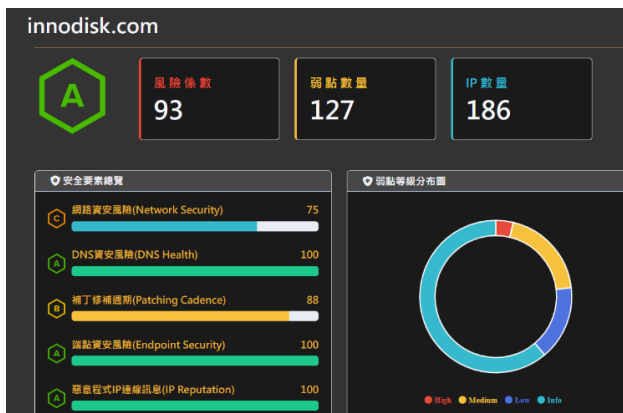 innodisk.com
A
風險係數
93
弱點數量
127
IP數量
186
安全要素總覽
C
網路資安風險(Network Security)
75
A
DNS資安風險(DNS Health)
100
B
補丁修補週期(Patching Cadence)
88
A
端點資安風險(Endpoint Security)
100
A
惡意程式IP連線訊息(IP Reputation)
100
弱點等級分布圖
High Medium Low Info